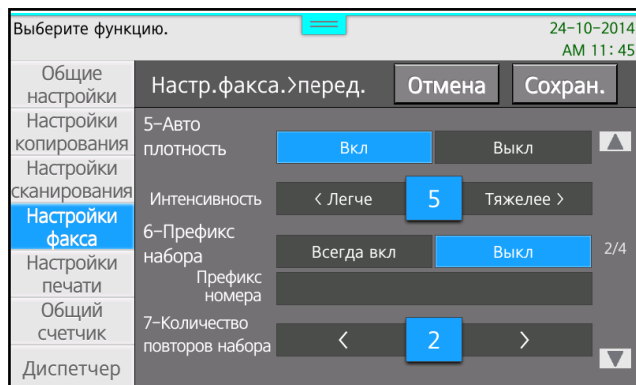 Выберите функцию.
24-10-2014
AM 11:45
Общие
настройки
Настройки
копирования
Настройки
сканирования
Настройки
факса
Настройки
печати
Общий
счетчик
Диспетчер
Настр.факса.>перед.
Отмена
Сохран.
5-Авто
плотность
Вкл
Выкл
Интенсивность
< Легче
5
Тяжелее >
6-Префикс
набора
Всегда вкл
Выкл
2/4
Префикс
номера
7-Количество
повторов набора
<
2
>